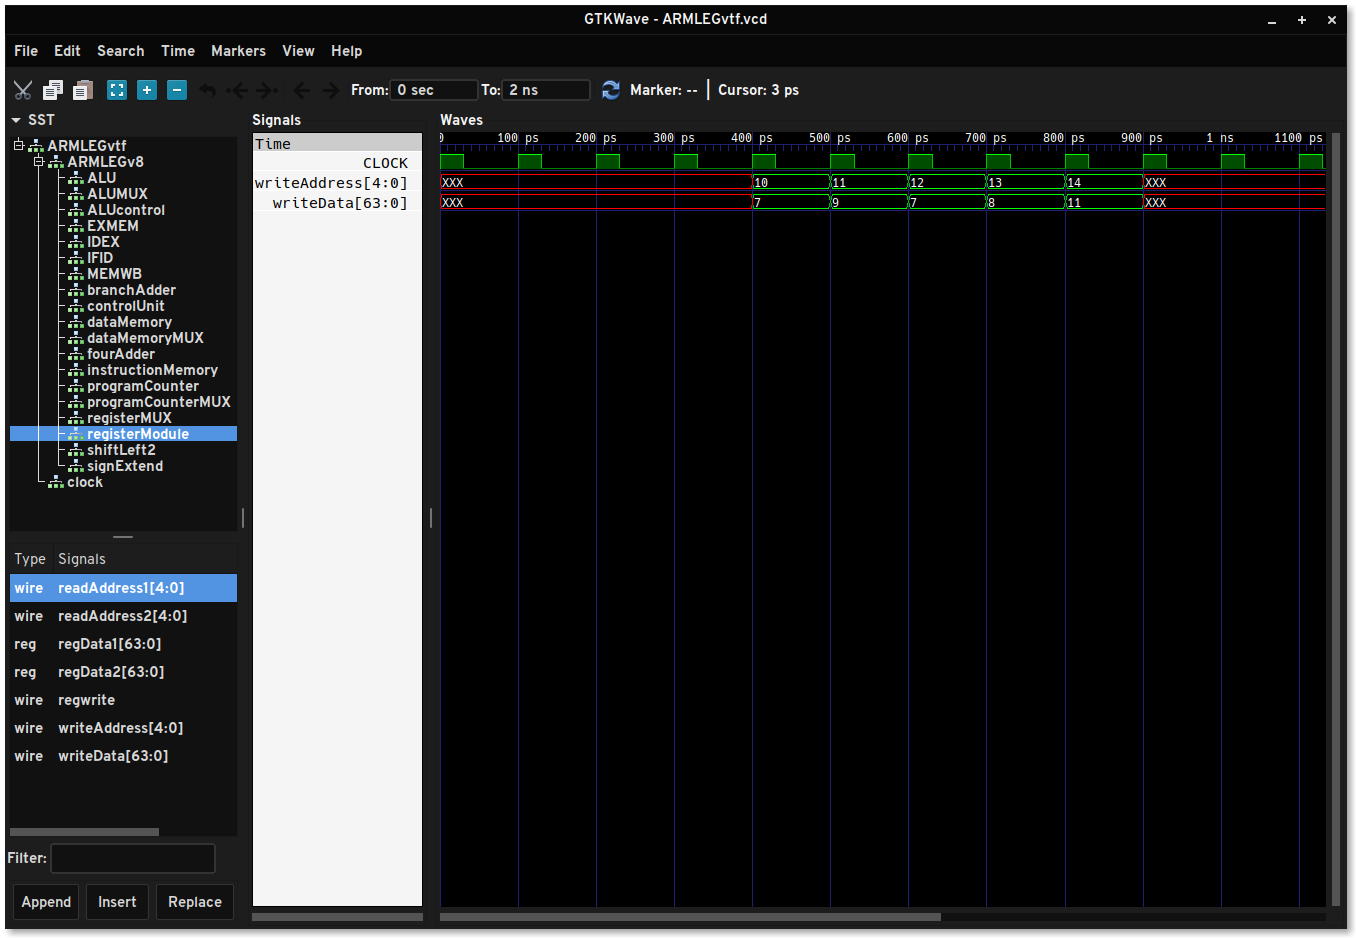 GTKWave - ARMLEGvtf.vcd
File Edit Search Time Markers View Help
From: 0 sec To: 2 ns Marker: -- | Cursor: 3 ps
SST
ARMLEGvtf
ARMLEGv8
ALU
ALUMUX
ALUcontrol
EXMEM
IDEX
IFID
MEMWB
branchAdder
controlUnit
dataMemory
dataMemoryMUX
fourAdder
instructionMemory
programCounter
programCounterMUX
registerMUX
registerModule
shiftLeft2
signExtend
clock
Type Signals
wire readAddress1[4:0]
wire readAddress2[4:0]
reg regData1[63:0]
reg regData2[63:0]
wire regwrite
wire writeAddress[4:0]
wire writeData[63:0]
Filter:
Append Insert Replace
Signals
Time
CLOCK
writeAddress[4:0]
writeData[63:0]
Waves
0 100 ps 200 ps 300 ps 400 ps 500 ps 600 ps 700 ps 800 ps 900 ps 1 ns 1100 ps
XXX 10 11 12 13 14 XXX
XXX 7 9 7 8 11 XXX